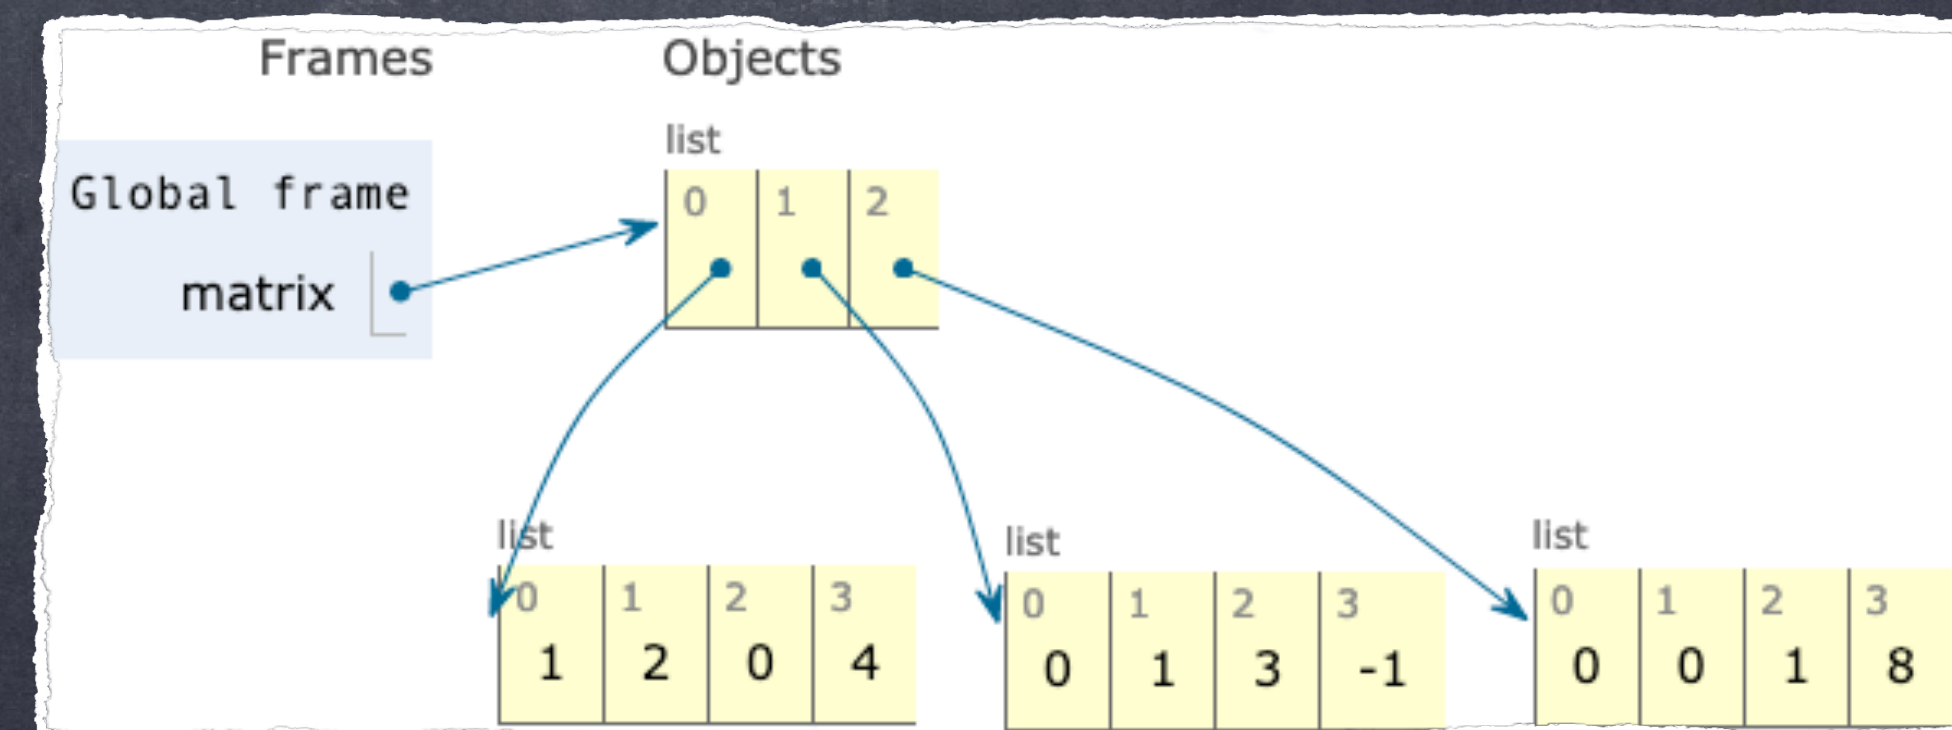 Frames Objects
list
0 1 2
Global frame
matrix
list
0 1 2 3
1 2 0 4
list
0 1 2 3
0 1 3 -1
list
0 1 2 3
0 0 1 8